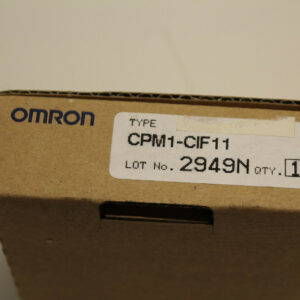 OMRON
TYPE
CPM1-CIF11
LOT No. 2949N QTY. 1